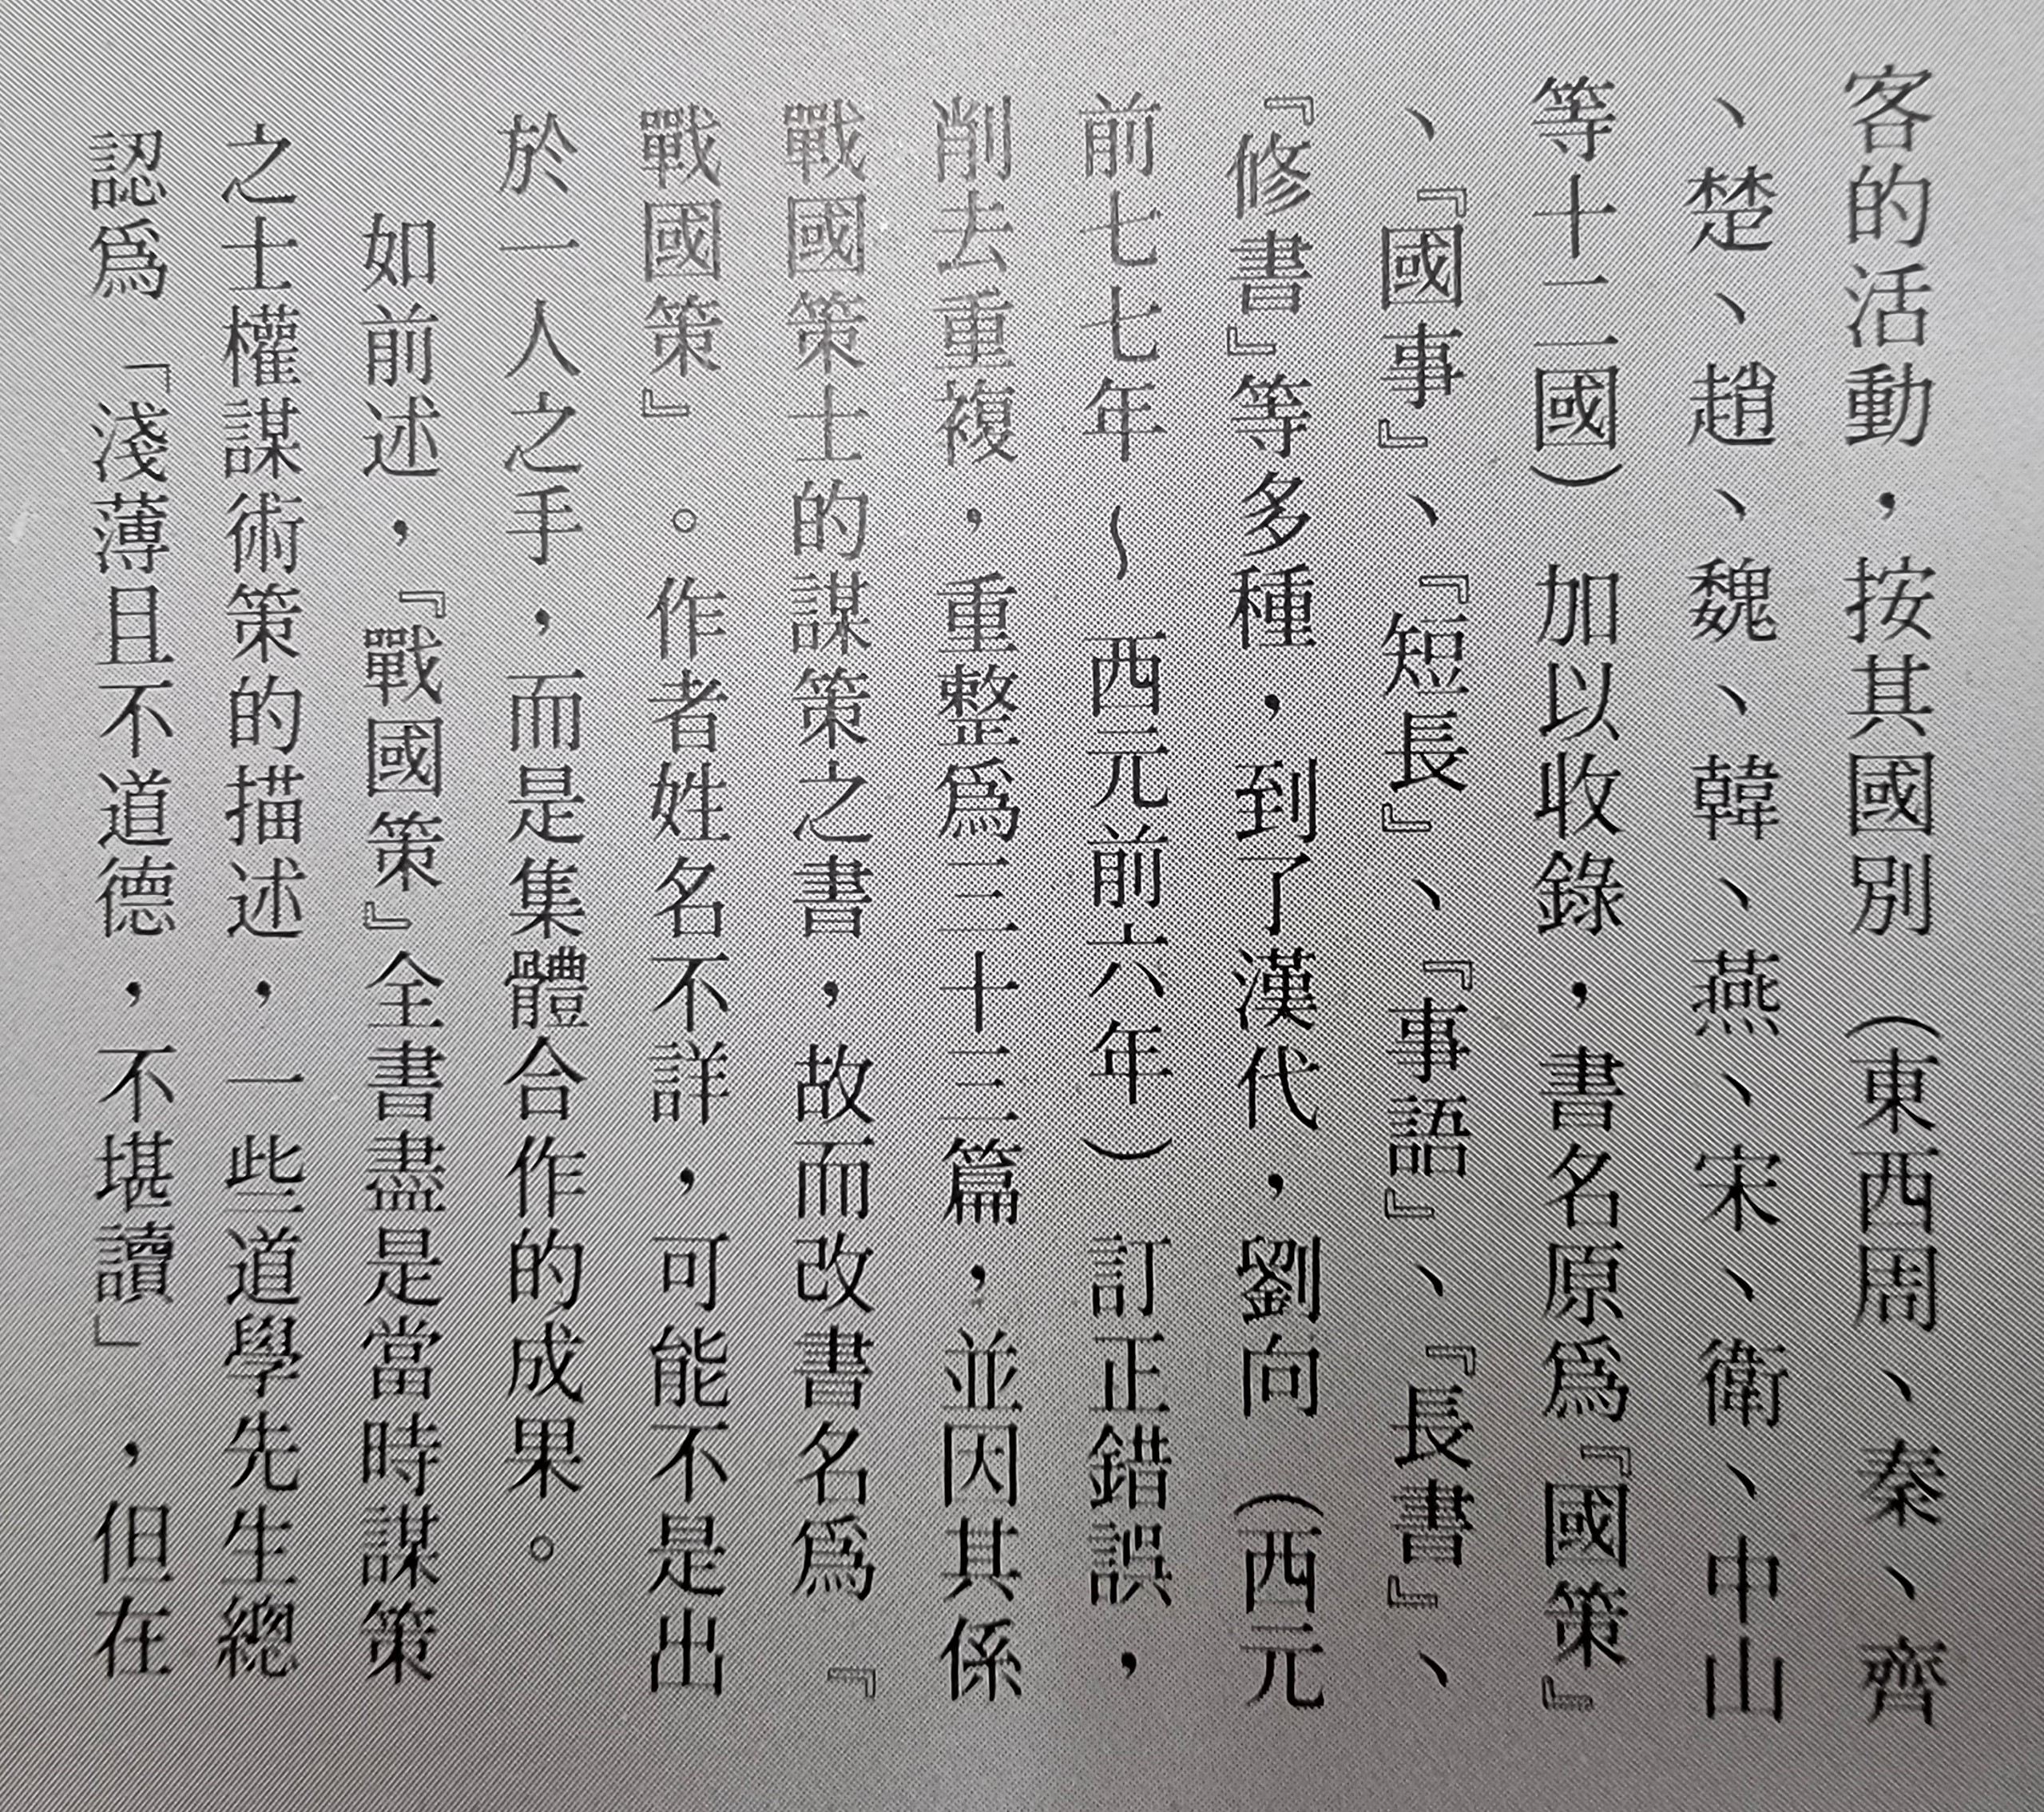 客的活動，按其國別（東西周、秦、齊
、楚、趙、魏、韓、燕、宋、衛、中山
等十二國）加以收錄，書名原爲『國策』
、『國事』、『短長』、『事語』、『長書』、
『修書』等多種，到了漢代，劉向（西元
前七七年～西元前六年）訂正錯誤，
削去重複，重整爲三十三篇，並因其係
戰國策士的謀策之書，故而改書名爲『
戰國策』。作者姓名不詳，可能不是出
於一人之手，而是集體合作的成果。
如前述，『戰國策』全書盡是當時謀策
之士權謀術策的描述，一些道學先生總
認爲「淺薄且不道德，不堪讀」，但在